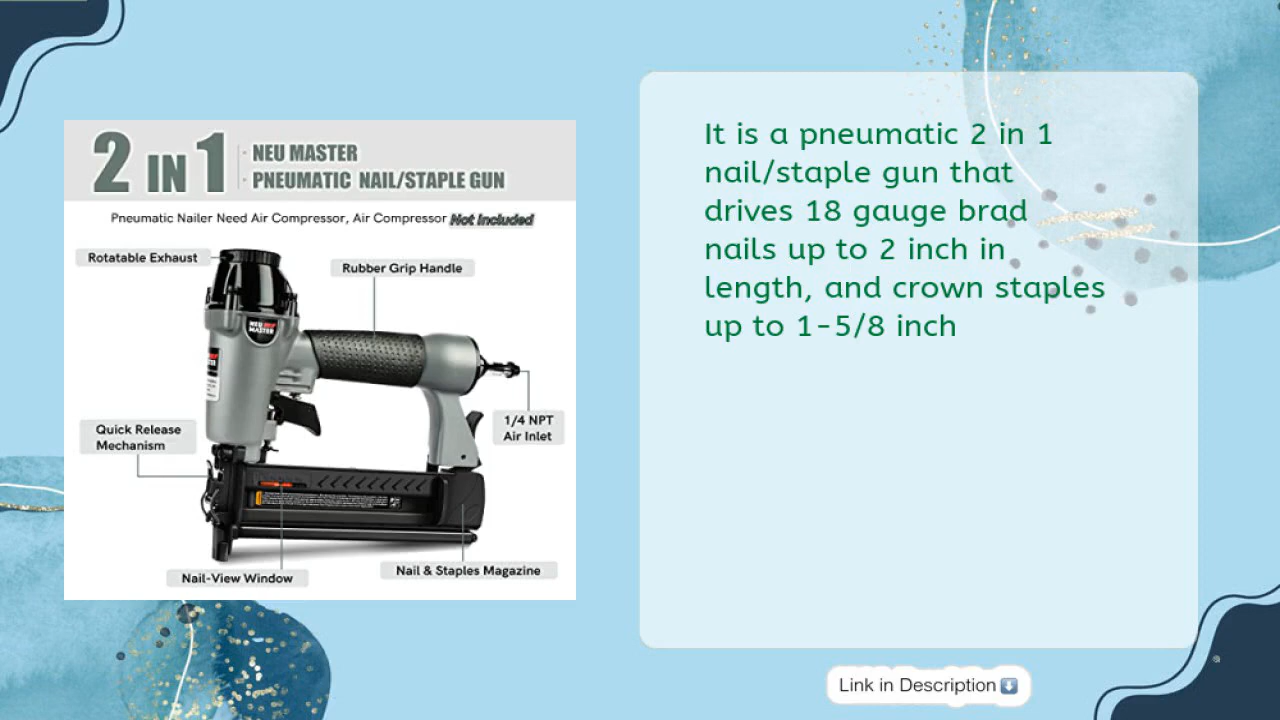 2 IN 1
· NEU MASTER
· PNEUMATIC NAIL/STAPLE GUN
Pneumatic Nailer Need Air Compressor, Air Compressor Not Included
Rotatable Exhaust
Rubber Grip Handle
NEU MASTER
1/4 NPT
Air Inlet
Quick Release
Mechanism
Nail-View Window
Nail & Staples Magazine
It is a pneumatic 2 in 1
nail/staple gun that
drives 18 gauge brad
nails up to 2 inch in
length, and crown staples
up to 1-5/8 inch
Link in Description